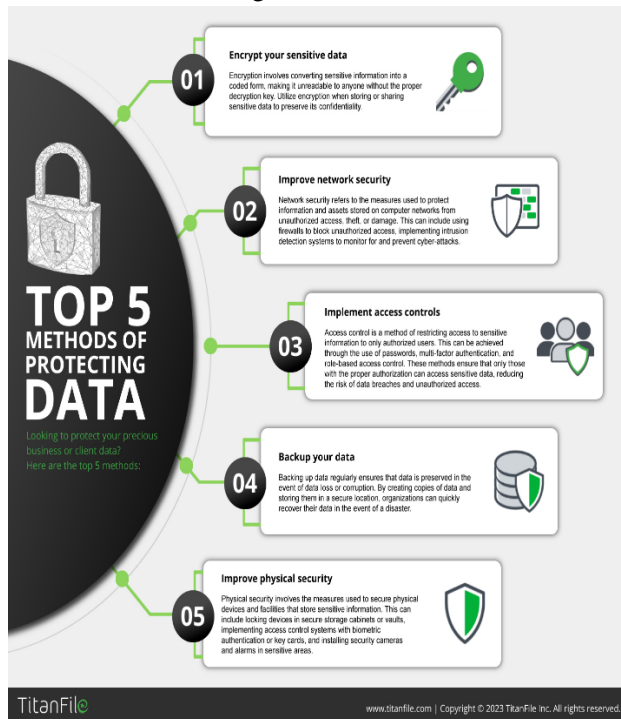 TOP 5
METHODS OF
PROTECTING
DATA
Looking to protect your precious
business or client data?
Here are the top 5 methods:
01
Encrypt your sensitive data
Encryption involves converting sensitive information into a
coded form, making it unreadable to anyone without the proper
decryption key. Utilize encryption when storing or sharing
sensitive data to preserve its confidentiality.
02
Improve network security
Network security refers to the measures used to protect
information and assets stored on computer networks from
unauthorized access, theft, or damage. This can include using
firewalls to block unauthorized access, implementing intrusion
detection systems to monitor for and prevent cyber-attacks.
03
Implement access controls
Access control is a method of restricting access to sensitive
information to only authorized users. This can be achieved
through the use of passwords, multi-factor authentication, and
role-based access control. These methods ensure that only those
with the proper authorization can access sensitive data, reducing
the risk of data breaches and unauthorized access.
04
Backup your data
Backing up data regularly ensures that data is preserved in the
event of data loss or corruption. By creating copies of data and
storing them in a secure location, organizations can quickly
recover their data in the event of a disaster.
05
Improve physical security
Physical security involves the measures used to secure physical
devices and facilities that store sensitive information. This can
include locking devices in secure storage cabinets or vaults,
implementing access control systems with biometric
authentication or key cards, and installing security cameras
and alarms in sensitive areas.
TitanFile
www.titanfile.com | Copyright © 2023 TitanFile Inc. All rights reserved.